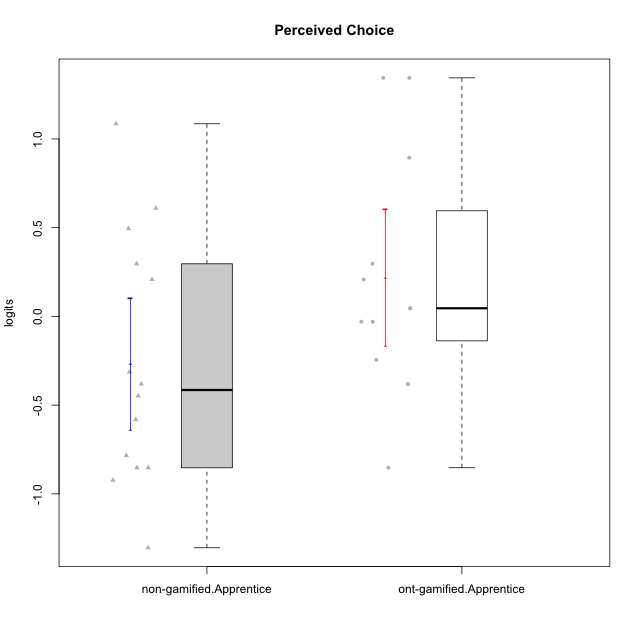 Perceived Choice
logits
1.0
0.5
0.0
-0.5
-1.0
non-gamified.Apprentice
ont-gamified.Apprentice